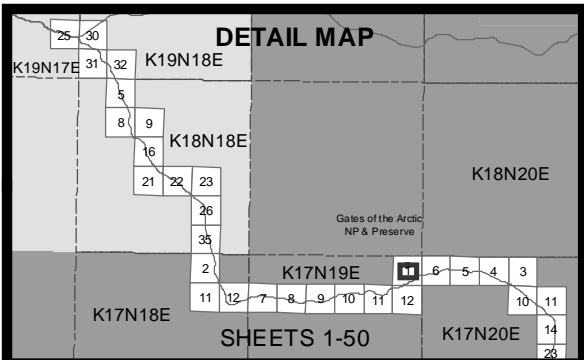 DETAIL MAP
25 30
K19N17E 31 32 K19N18E
5
8 9
K18N18E
16
21 22 23
K18N20E
26
Gates of the Arctic
NP & Preserve
35
2 K17N19E 6 5 4 3
11 12 7 8 9 10 11 12 10 11
K17N18E
SHEETS 1-50 K17N20E 14
23